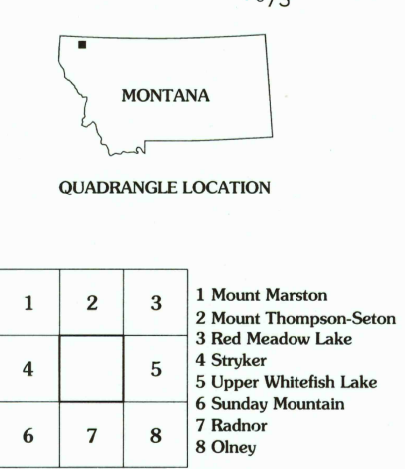 MONTANA
QUADRANGLE LOCATION
1 2 3
4 5
6 7 8
1 Mount Marston
2 Mount Thompson-Seton
3 Red Meadow Lake
4 Stryker
5 Upper Whitefish Lake
6 Sunday Mountain
7 Radnor
8 Olney